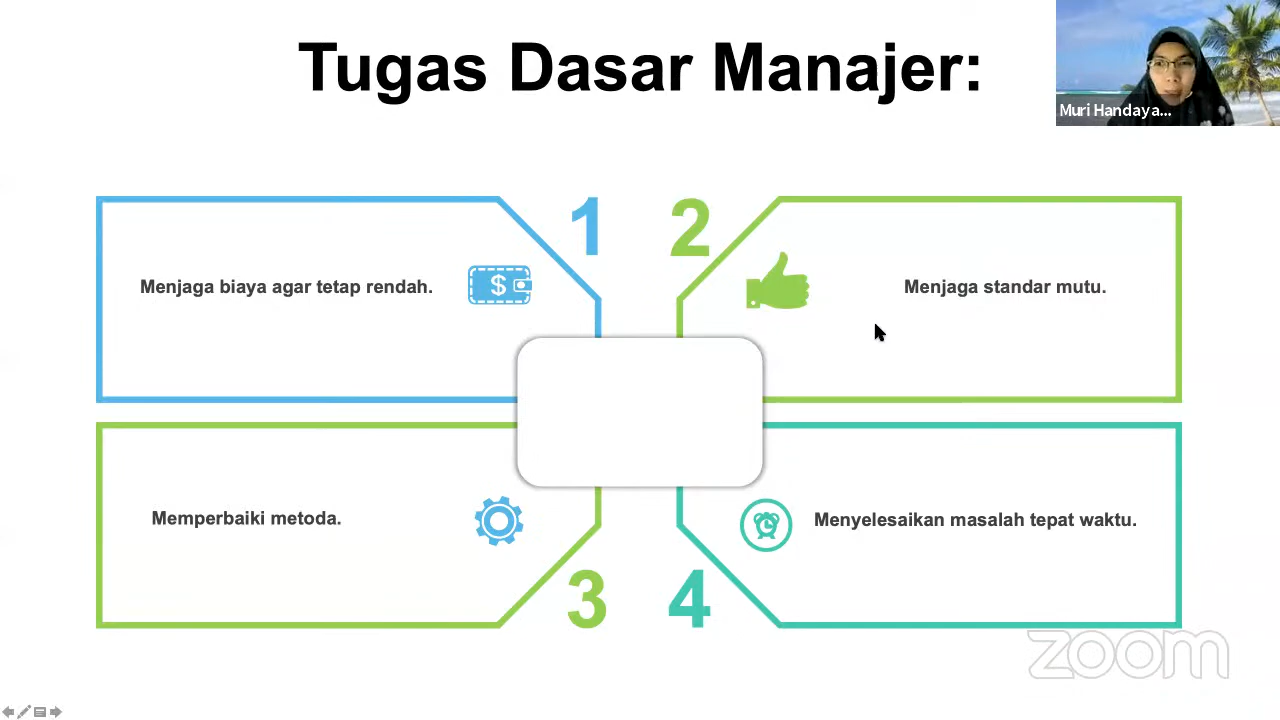 Tugas Dasar Manajer:
Muri Handaya...
1
2
Menjaga biaya agar tetap rendah.
$
Menjaga standar mutu.
Memperbaiki metoda.
Menyelesaikan masalah tepat waktu.
3
4
zoom